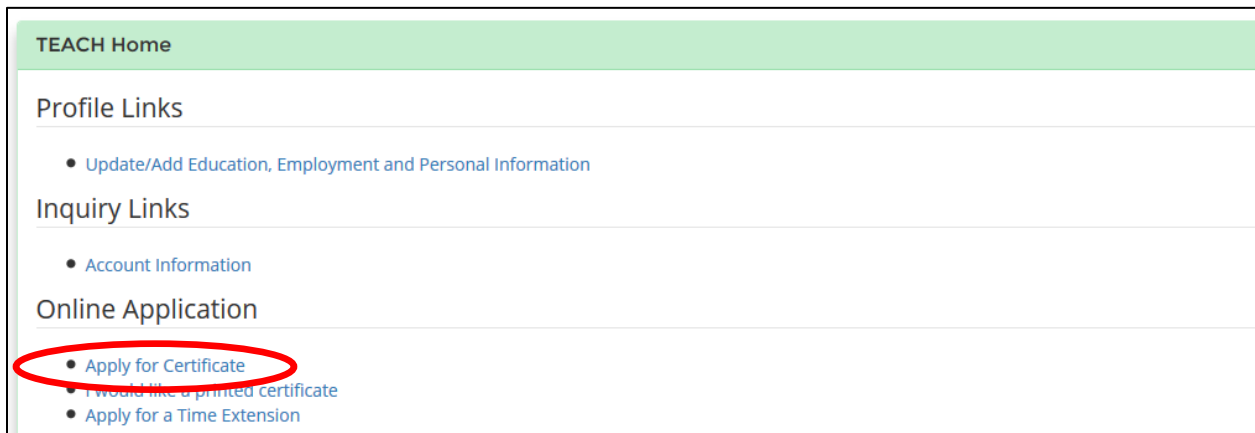 TEACH Home
Profile Links
Update/Add Education, Employment and Personal Information
Inquiry Links
Account Information
Online Application
Apply for Certificate
I would like a printed certificate
Apply for a Time Extension